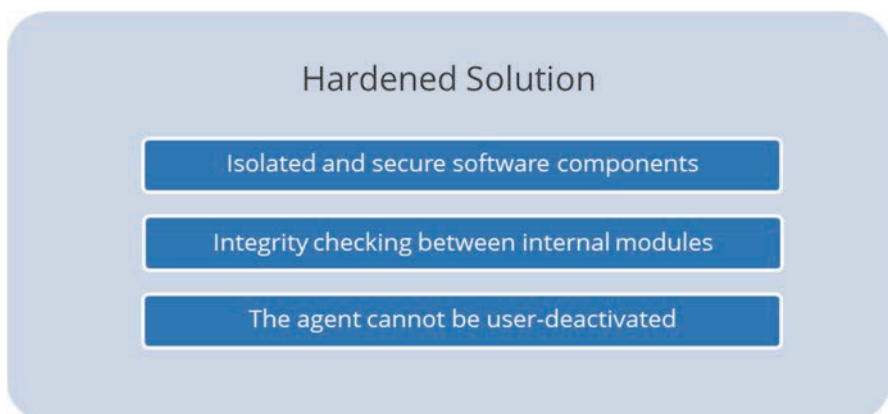 Hardened Solution
Isolated and secure software components
Integrity checking between internal modules
The agent cannot be user-deactivated